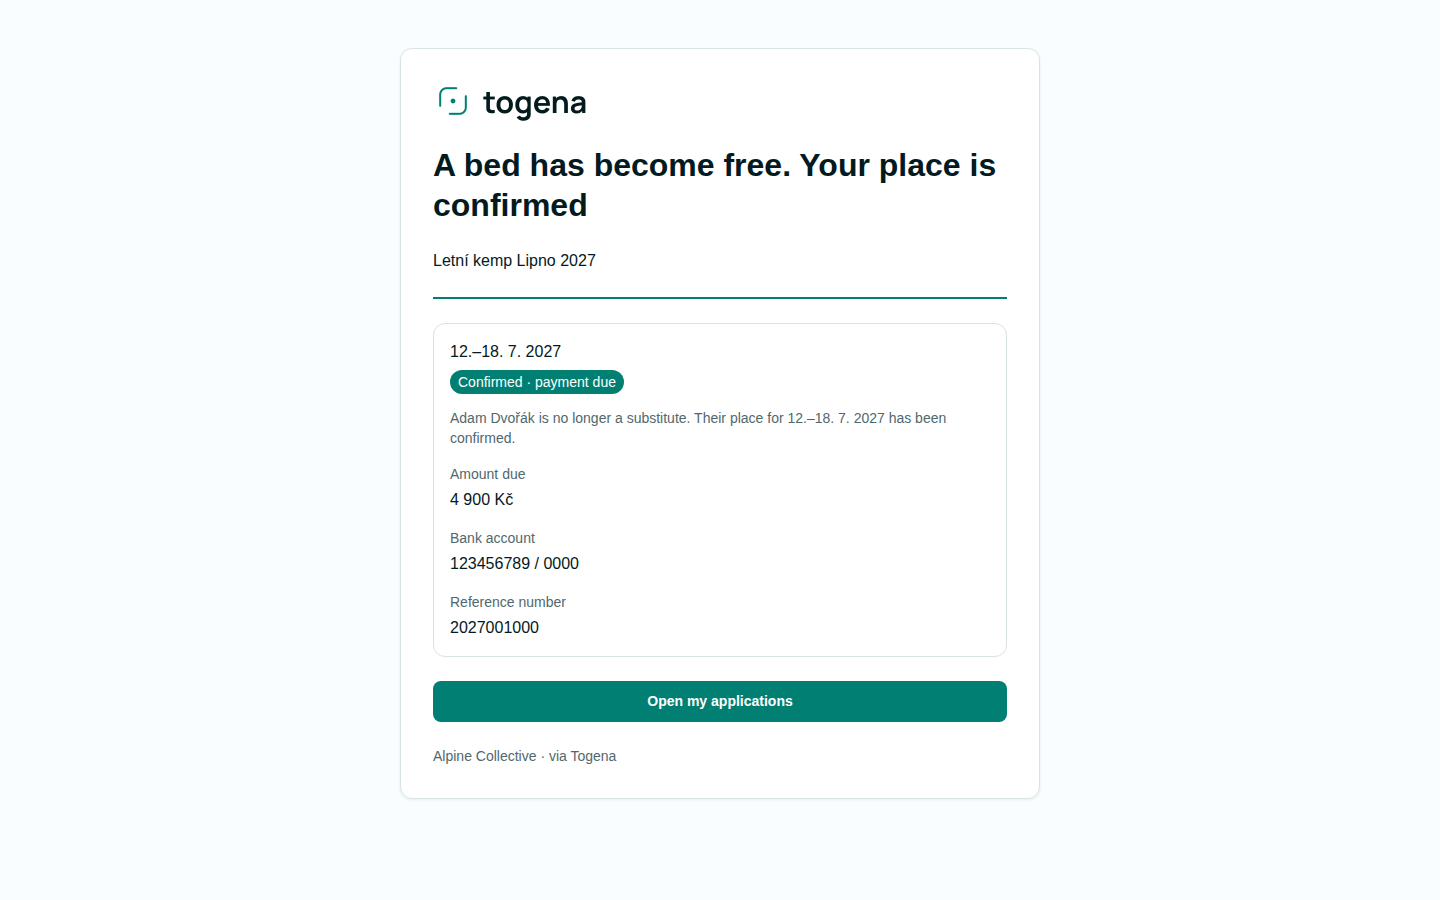 togena
A bed has become free. Your place is
confirmed
Letní kemp Lipno 2027
12.–18. 7. 2027
Confirmed · payment due
Adam Dvořák is no longer a substitute. Their place for 12.–18. 7. 2027 has been
confirmed.
Amount due
4 900 Kč
Bank account
123456789 / 0000
Reference number
2027001000
Open my applications
Alpine Collective · via Togena